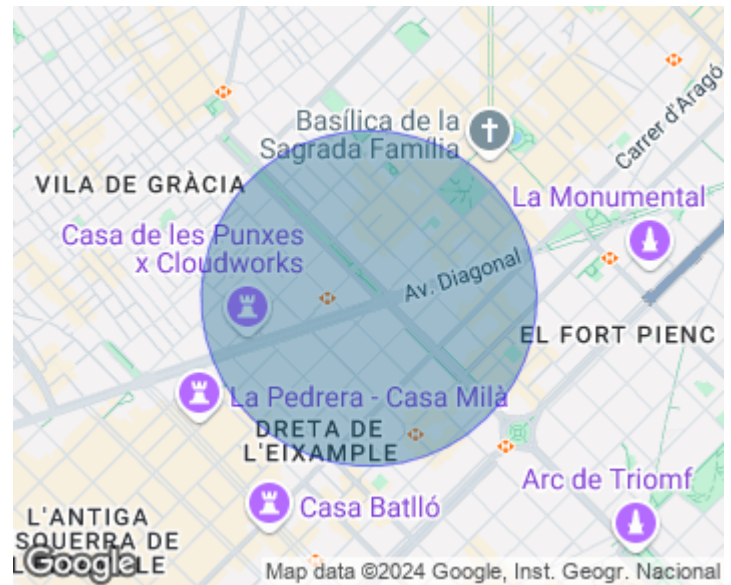 Basílica de la
Sagrada Família
Carrer d'Aragó
VILA DE GRÀCIA
La Monumental
Casa de les Punxes
x Cloudworks
Av. Diagonal
EL FORT PIENC
La Pedrera - Casa Milà
DRETA DE
L'EIXAMPLE
Arc de Triomf
Casa Batlló
L'ANTIGA
SQUERRA DE
Google
Map data ©2024 Google, Inst. Geogr. Nacional